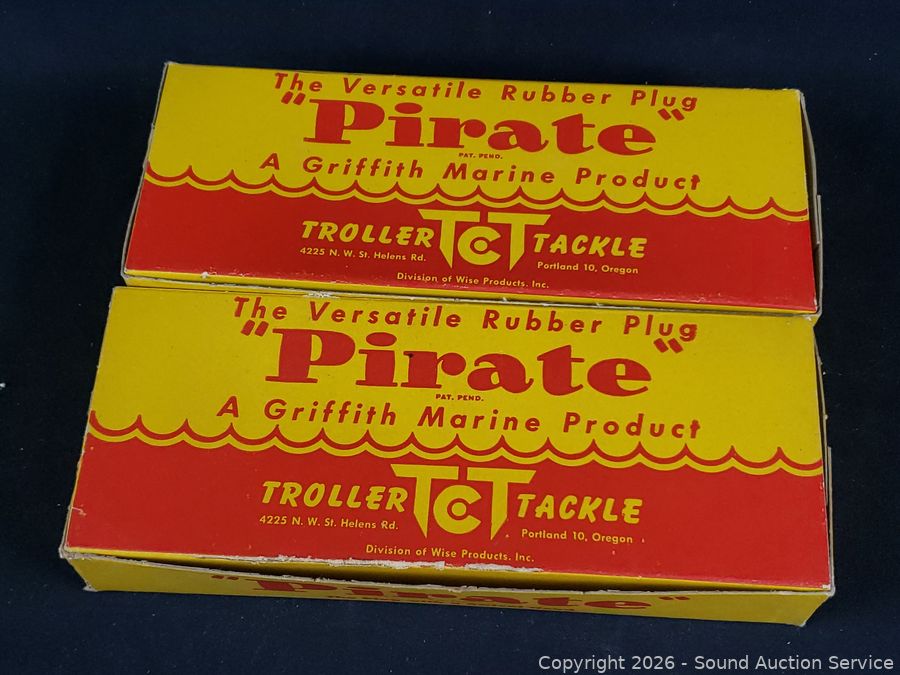 The Versatile Rubber Plug
"Pirate"
PAT. PEND.
A Griffith Marine Product
TROLLER TCT TACKLE
4225 N. W. St. Helens Rd. Portland 10, Oregon
Division of Wise Products, Inc.
The Versatile Rubber Plug
"Pirate"
PAT. PEND.
A Griffith Marine Product
TROLLER TCT TACKLE
4225 N. W. St. Helens Rd. Portland 10, Oregon
Division of Wise Products, Inc.
"Pirate"
Copyright 2026 - Sound Auction Service